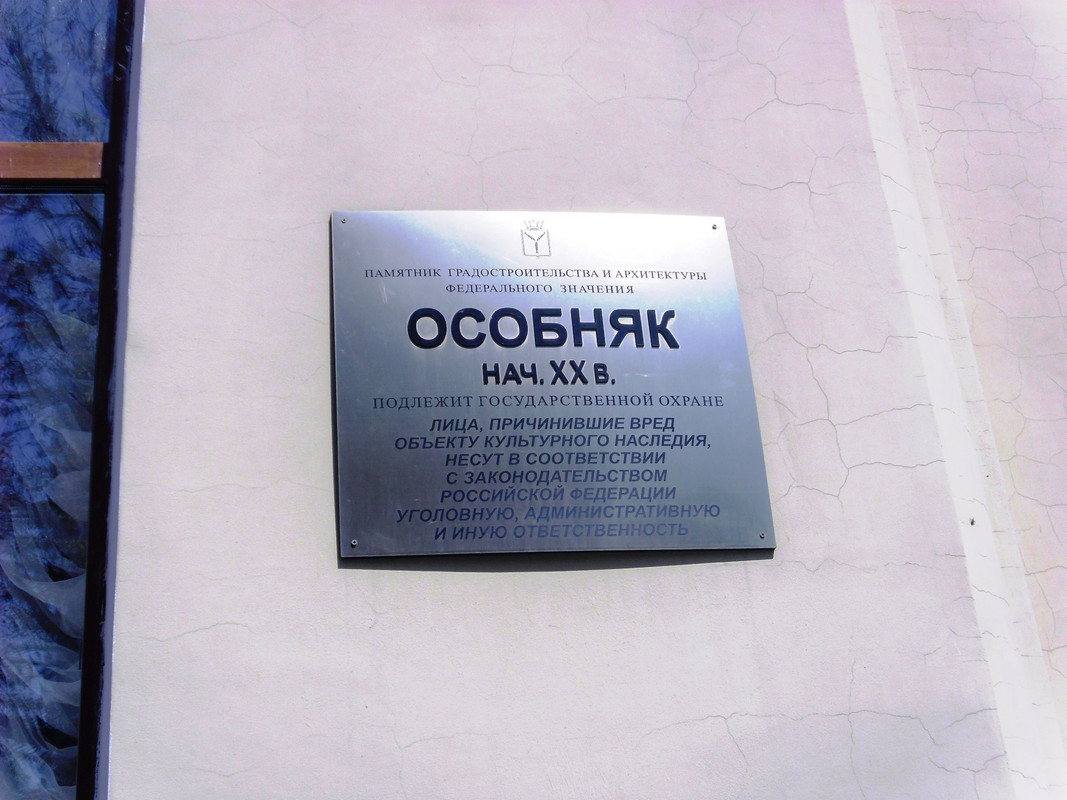 ПАМЯТНИК ГРАДОСТРОИТЕЛЬСТВА И АРХИТЕКТУРЫ
ФЕДЕРАЛЬНОГО ЗНАЧЕНИЯ
ОСОБНЯК
НАЧ. XX В.
ПОДЛЕЖИТ ГОСУДАРСТВЕННОЙ ОХРАНЕ
ЛИЦА, ПРИЧИНИВШИЕ ВРЕД
ОБЪЕКТУ КУЛЬТУРНОГО НАСЛЕДИЯ,
НЕСУТ В СООТВЕТСТВИИ
С ЗАКОНОДАТЕЛЬСТВОМ
РОССИЙСКОЙ ФЕДЕРАЦИИ
УГОЛОВНУЮ, АДМИНИСТРАТИВНУЮ
И ИНУЮ ОТВЕТСТВЕННОСТЬ